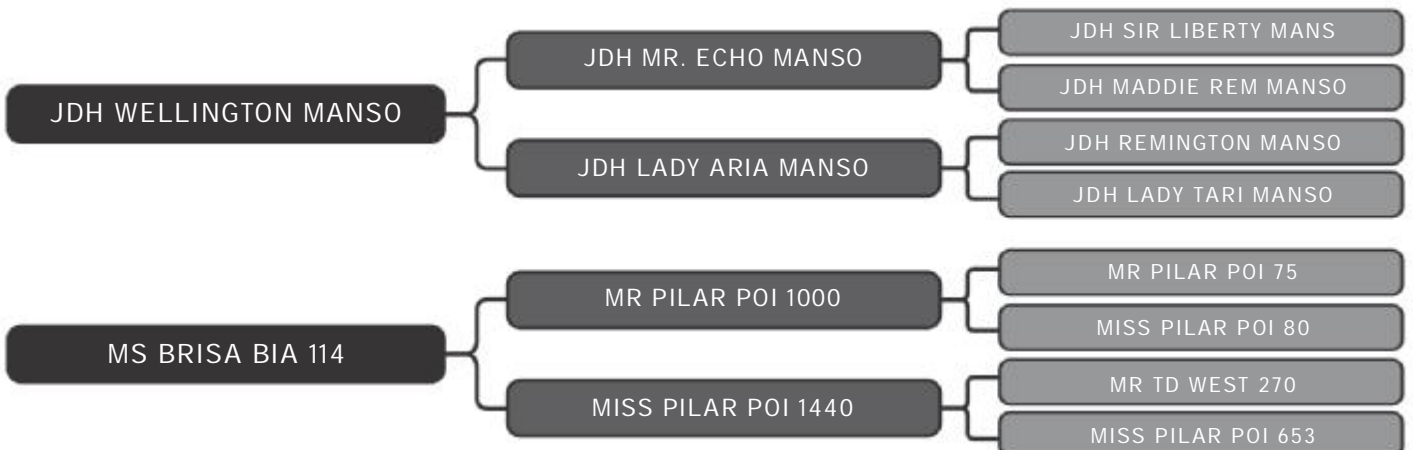 JDH WELLINGTON MANSO
JDH MR. ECHO MANSO
JDH SIR LIBERTY MANS
JDH MADDIE REM MANSO
JDH LADY ARIA MANSO
JDH REMINGTON MANSO
JDH LADY TARI MANSO
MS BRISA BIA 114
MR PILAR POI 1000
MR PILAR POI 75
MISS PILAR POI 80
MISS PILAR POI 1440
MR TD WEST 270
MISS PILAR POI 653